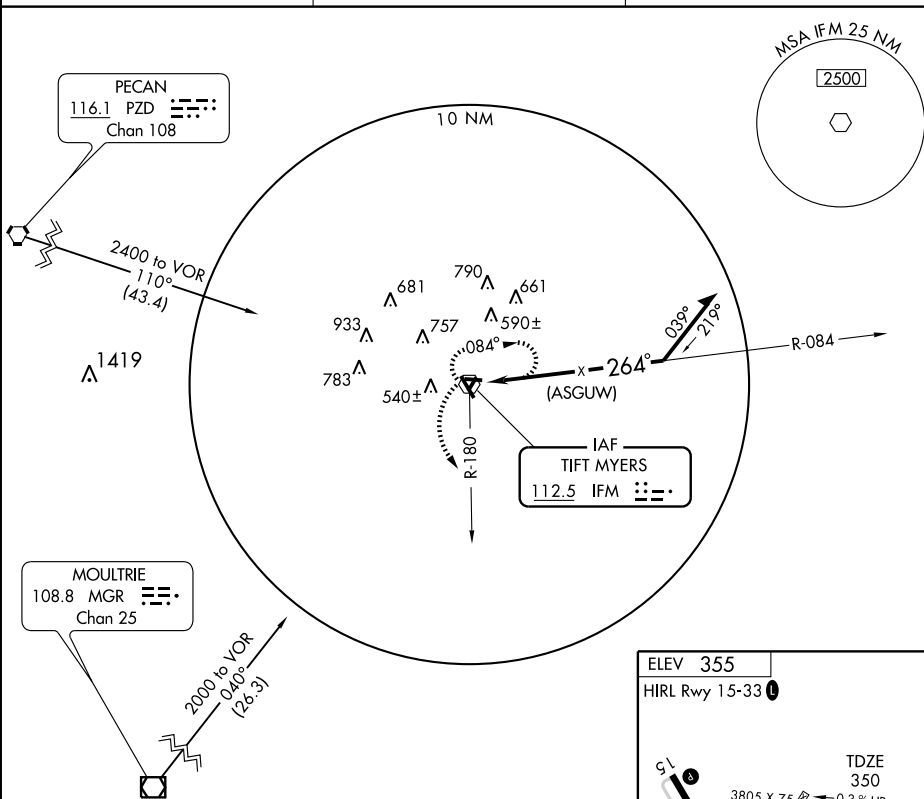 MSA IFM 25 NM
2500
PECAN
116.1 PZD
Chan 108
10 NM
2400 to VOR
110°
(43.4)
790
661
681
590±
933
757
084°
039°
219°
R-084
1419
783
540±
x
264°
(ASGUW)
R-180
IAF
TIFT MYERS
112.5 IFM
MOULTRIE
108.8 MGR
Chan 25
2000 to VOR
040°
(26.3)
ELEV 355
HIRL Rwy 15-33 L
15
P
TDZE
350
3805 X 75